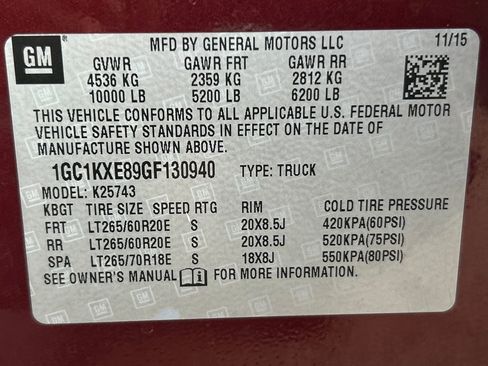 GM
MFD BY GENERAL MOTORS LLC 11/15
GVWR GAWR FRT GAWR RR
4536 KG 2359 KG 2812 KG
10000 LB 5200 LB 6200 LB
THIS VEHICLE CONFORMS TO ALL APPLICABLE U.S. FEDERAL MOTOR
VEHICLE SAFETY STANDARDS IN EFFECT ON THE DATE OF
MANUFACTURE SHOWN ABOVE.
1GC1KXE89GF130940 TYPE: TRUCK
MODEL: K25743
KBGT TIRE SIZE SPEED RTG RIM COLD TIRE PRESSURE
FRT LT265/60R20E S 20X8.5J 420KPA(60PSI)
RR LT265/60R20E S 20X8.5J 520KPA(75PSI)
SPA LT265/70R18E S 18X8J 550KPA(80PSI)
SEE OWNER'S MANUAL FOR MORE INFORMATION.